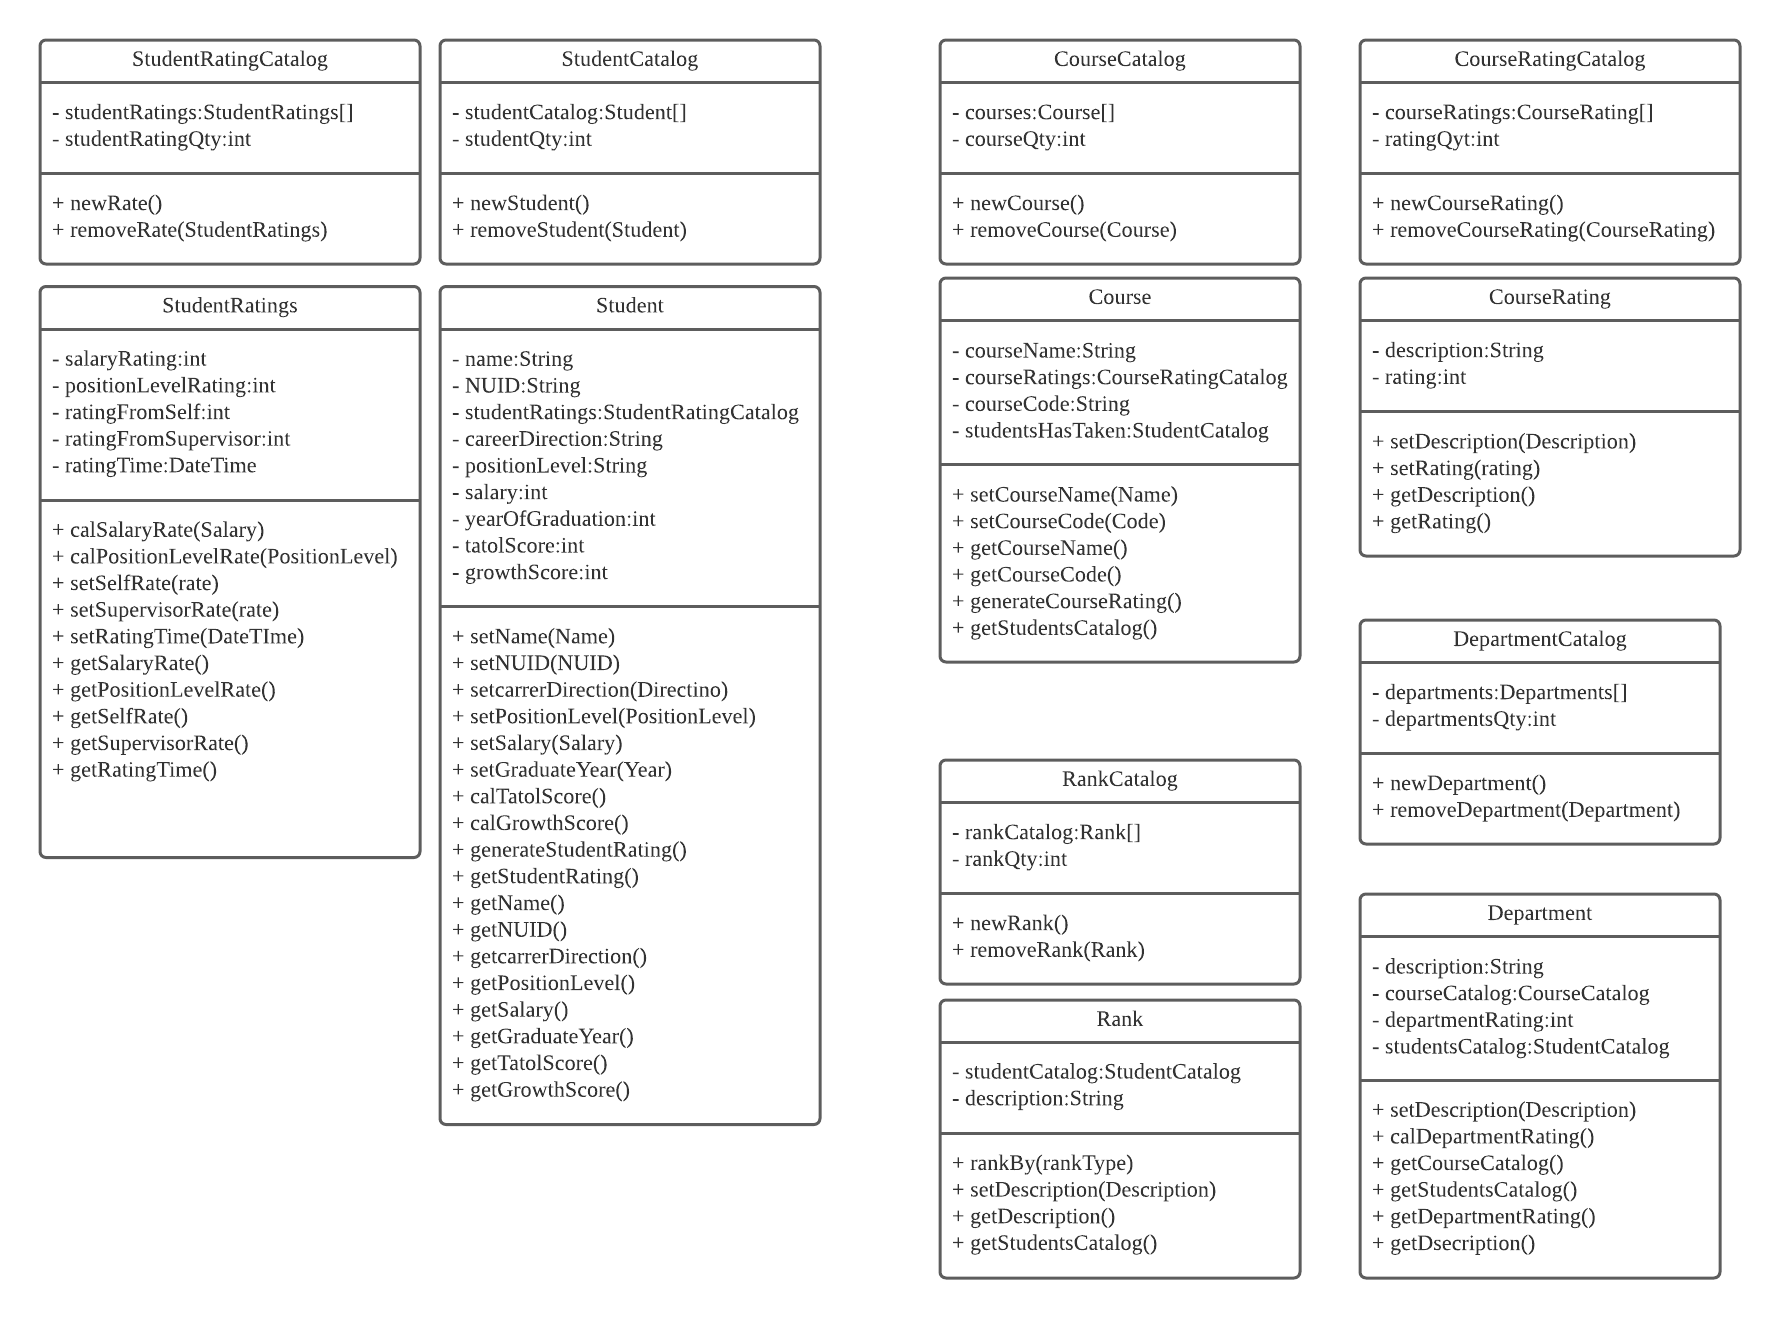 StudentRatingCatalog
- studentRatings:StudentRatings[]
- studentRatingQty:int
+ newRate()
+ removeRate(StudentRatings)
StudentCatalog
- studentCatalog:Student[]
- studentQty:int
+ newStudent()
+ removeStudent(Student)
CourseCatalog
- courses:Course[]
- courseQty:int
+ newCourse()
+ removeCourse(Course)
CourseRatingCatalog
- courseRatings:CourseRating[]
- ratingQyt:int
+ newCourseRating()
+ removeCourseRating(CourseRating)
StudentRatings
- salaryRating:int
- positionLevelRating:int
- ratingFromSelf:int
- ratingFromSupervisor:int
- ratingTime:DateTime
+ calSalaryRate(Salary)
+ calPositionLevelRate(PositionLevel)
+ setSelfRate(rate)
+ setSupervisorRate(rate)
+ setRatingTime(DateTIme)
+ getSalaryRate()
+ getPositionLevelRate()
+ getSelfRate()
+ getSupervisorRate()
+ getRatingTime()
Student
- name:String
- NUID:String
- studentRatings:StudentRatingCatalog
- careerDirection:String
- positionLevel:String
- salary:int
- yearOfGraduation:int
- tatolScore:int
- growthScore:int
+ setName(Name)
+ setNUID(NUID)
+ setcarrerDirection(Directino)
+ setPositionLevel(PositionLevel)
+ setSalary(Salary)
+ setGraduateYear(Year)
+ calTatolScore()
+ calGrowthScore()
+ generateStudentRating()
+ getStudentRating()
+ getName()
+ getNUID()
+ getcarrerDirection()
+ getPositionLevel()
+ getSalary()
+ getGraduateYear()
+ getTatolScore()
+ getGrowthScore()
Course
- courseName:String
- courseRatings:CourseRatingCatalog
- courseCode:String
- studentsHasTaken:StudentCatalog
+ setCourseName(Name)
+ setCourseCode(Code)
+ getCourseName()
+ getCourseCode()
+ generateCourseRating()
+ getStudentsCatalog()
CourseRating
- description:String
- rating:int
+ setDescription(Description)
+ setRating(rating)
+ getDescription()
+ getRating()
DepartmentCatalog
- departments:Departments[]
- departmentsQty:int
+ newDepartment()
+ removeDepartment(Department)
RankCatalog
- rankCatalog:Rank[]
- rankQty:int
+ newRank()
+ removeRank(Rank)
Department
- description:String
- courseCatalog:CourseCatalog
- departmentRating:int
- studentsCatalog:StudentCatalog
+ setDescription(Description)
+ calDepartmentRating()
+ getCourseCatalog()
+ getStudentsCatalog()
+ getDepartmentRating()
+ getDsecription()
Rank
- studentCatalog:StudentCatalog
- description:String
+ rankBy(rankType)
+ setDescription(Description)
+ getDescription()
+ getStudentsCatalog()